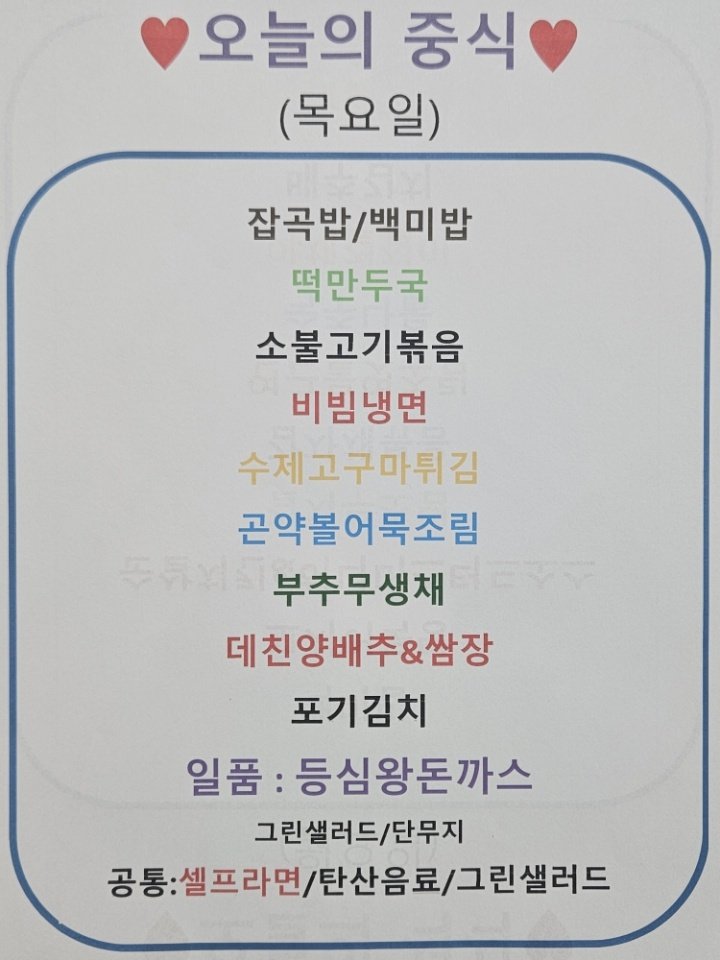 ♥오늘의 중식♥
(목요일)
잡곡밥/백미밥
떡만두국
소불고기볶음
비빔냉면
수제고구마튀김
곤약볼어묵조림
부추무생채
데친양배추&쌈장
포기김치
일품 : 등심왕돈까스
그린샐러드/단무지
공통:셀프라면/탄산음료/그린샐러드